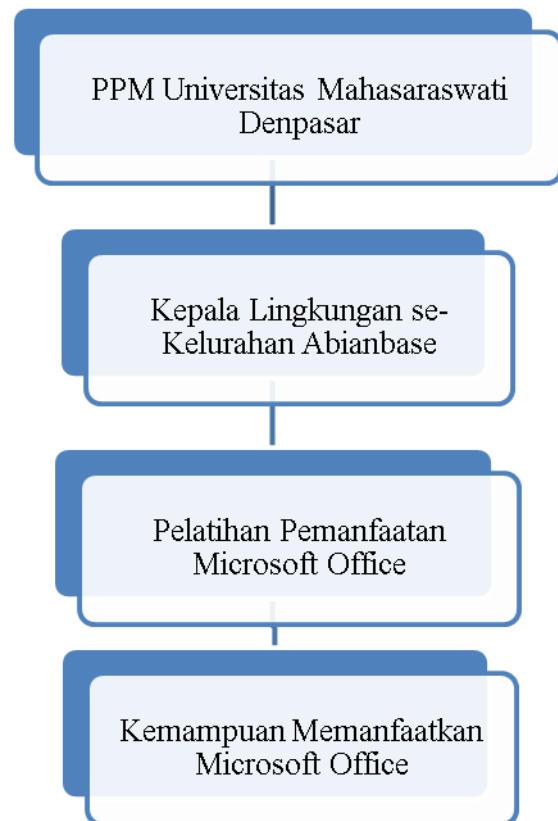 PPM Universitas Mahasaraswati
Denpasar
Kepala Lingkungan se-
Kelurahan Abianbase
Pelatihan Pemanfaatan
Microsoft Office
Kemampuan Memanfaatkan
Microsoft Office